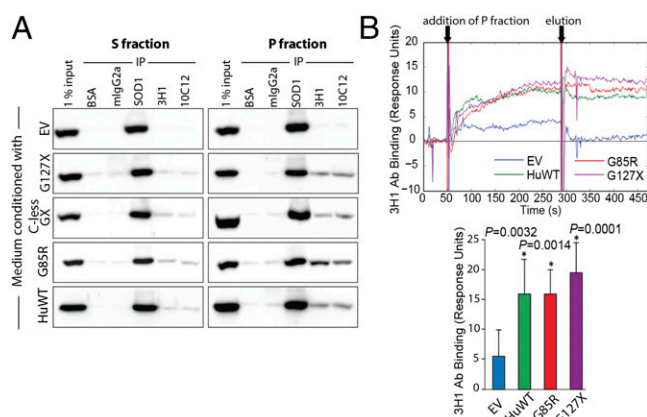 A
S fraction
P fraction
IP
IP
1 % input
BSA
mIgG2a
SOD1
3H1
10C12
1 % input
BSA
mIgG2a
SOD1
3H1
10C12
Medium conditioned with
EV
G127X
C-less
GX
G85R
HuWT
B
addition of P fraction
elution
3H1 Ab Binding (Response Units)
20
15
10
5
0
−5
−10
0
50
100
150
200
250
300
350
400
450
Time (s)
EV
G85R
HuWT
G127X
3H1 Ab Binding (Response Units)
25
20
15
10
5
0
P=0.0032
P=0.0014
P=0.0001
*
*
*
EV
HuWT
G85R
G127X